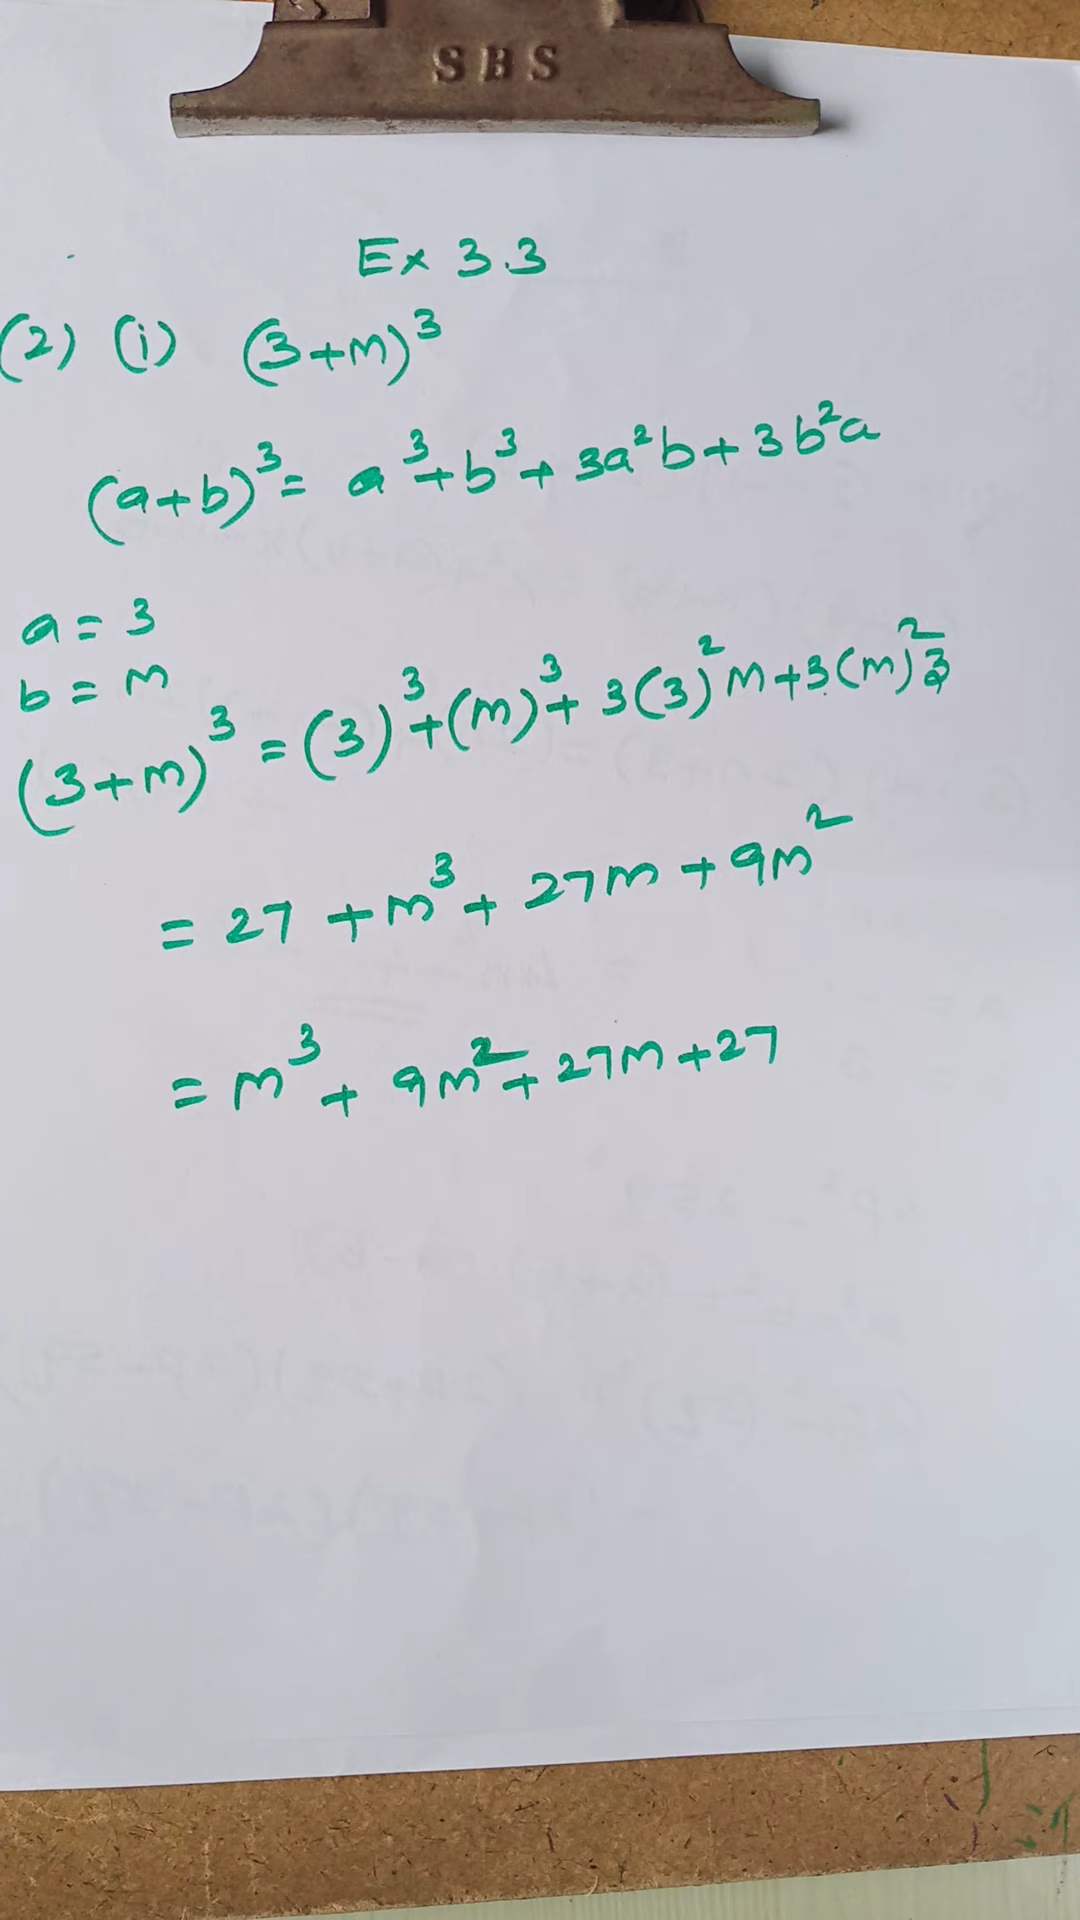 SBS
Ex 3.3
(2) (i) (3+m)³
(a+b)³ = a³+b³+3a²b+3b²a
a = 3
b = m
(3+m)³ = (3)³+(m)³+3(3)²m+3(m)²3
= 27 +m³+27m+9m²
= m³+9m²+27m+27